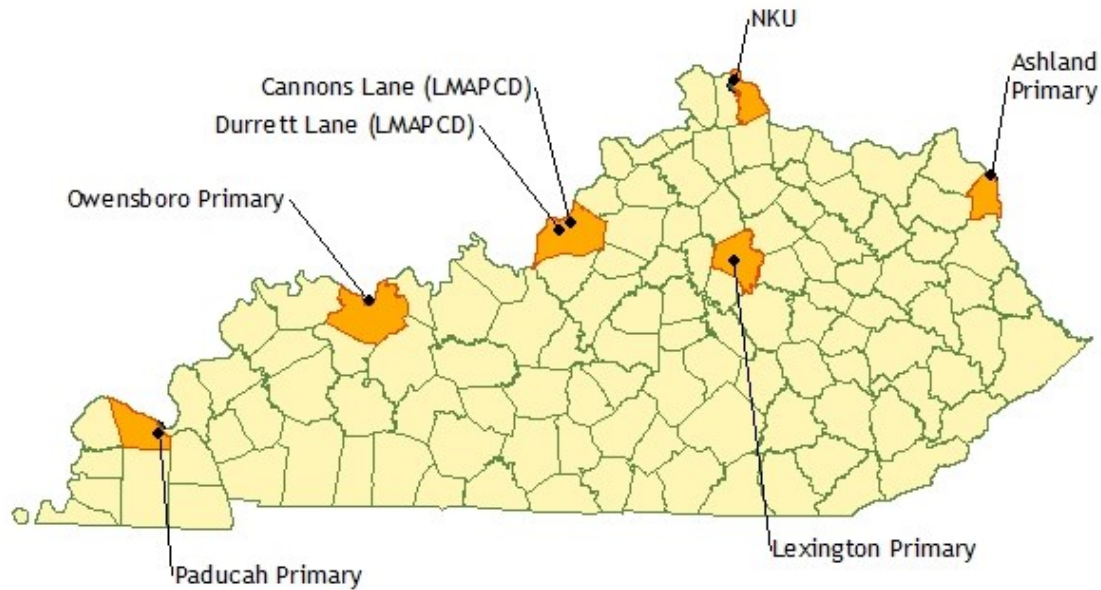 NKU
Ashland
Primary
Cannons Lane (LMAPCD)
Durrett Lane (LMAPCD)
Owensboro Primary
Lexington Primary
Paducah Primary